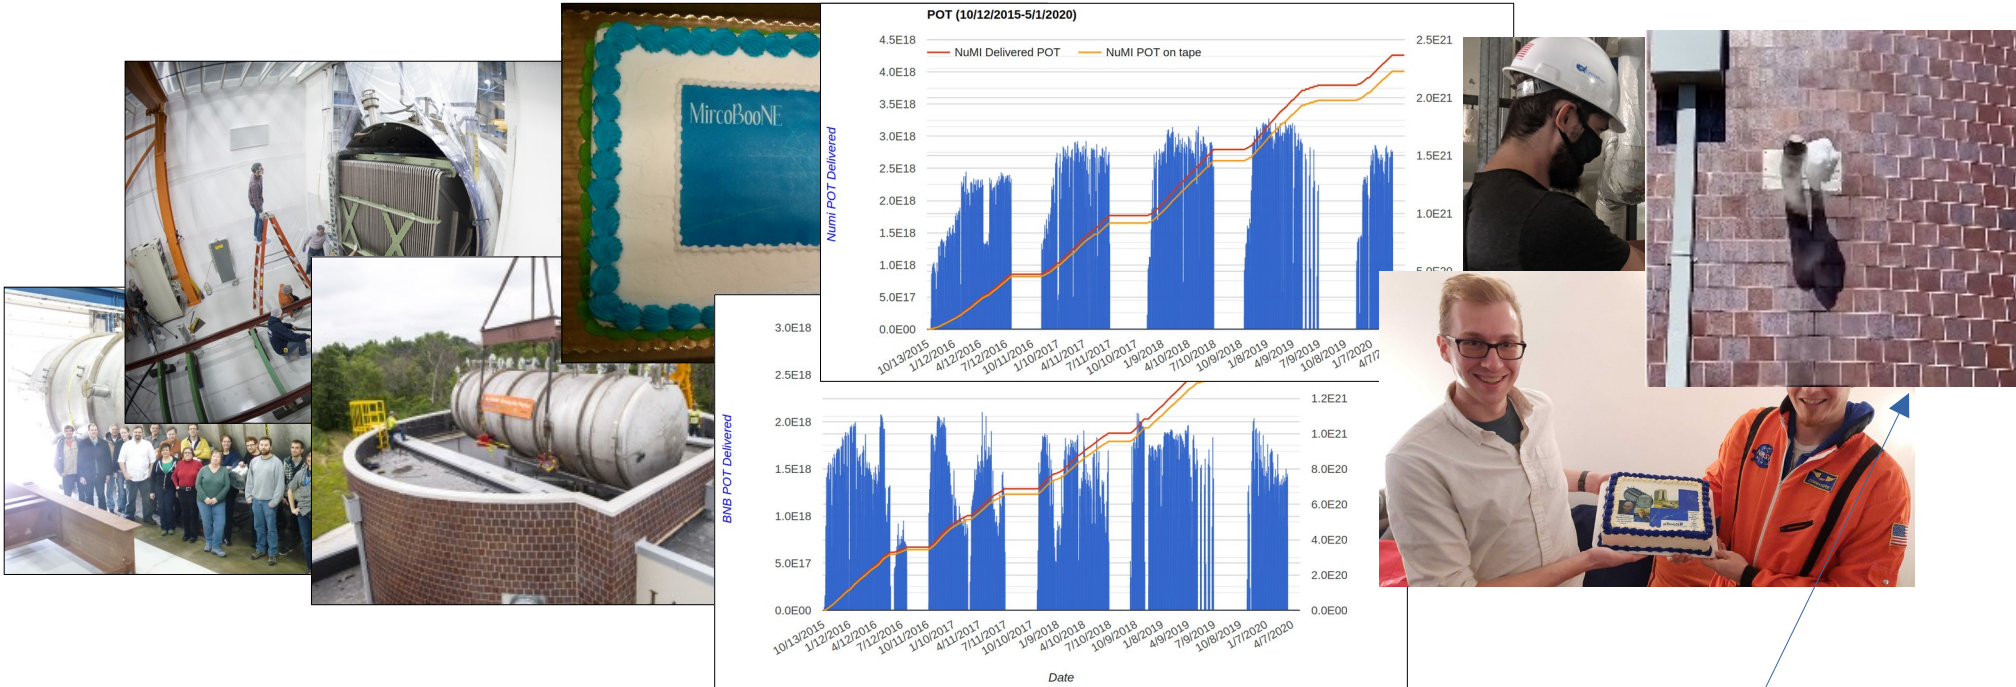 MircoBooNE
POT (10/12/2015-5/1/2020)
NuMI Delivered POT
NuMI POT on tape
Numi POT Delivered
4.5E18
4.0E18
3.5E18
3.0E18
2.5E18
2.0E18
1.5E18
1.0E18
5.0E17
0.0E00
2.5E21
2.0E21
1.5E21
1.0E21
10/13/2015
1/12/2016
4/12/2016
7/12/2016
10/11/2016
1/10/2017
4/11/2017
7/11/2017
10/10/2017
1/9/2018
4/10/2018
7/10/2018
10/9/2018
1/8/2019
4/9/2019
7/9/2019
10/8/2019
1/7/2020
BNB POT Delivered
3.0E18
2.5E18
2.0E18
1.5E18
1.0E18
5.0E17
0.0E00
1.2E21
1.0E21
8.0E20
6.0E20
4.0E20
2.0E20
0.0E00
10/13/2015
1/12/2016
4/12/2016
7/12/2016
10/11/2016
1/10/2017
4/11/2017
7/11/2017
10/10/2017
1/9/2018
4/10/2018
7/10/2018
10/9/2018
1/8/2019
4/9/2019
7/9/2019
10/8/2019
1/7/2020
4/7/2020
Date